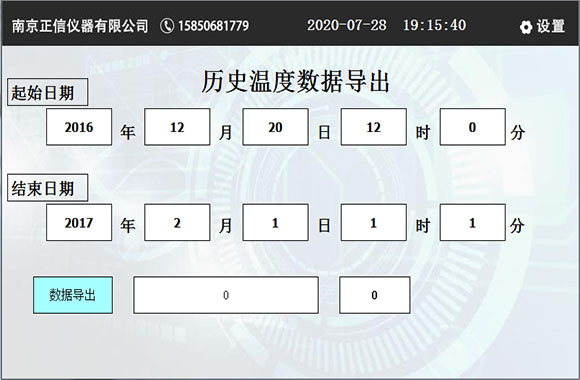 南京正信仪器有限公司 15850681779 2020-07-28 19:15:40 设置
历史温度数据导出
起始日期
2016 年 12 月 20 日 12 时 0 分
结束日期
2017 年 2 月 1 日 1 时 1 分
数据导出 0 0